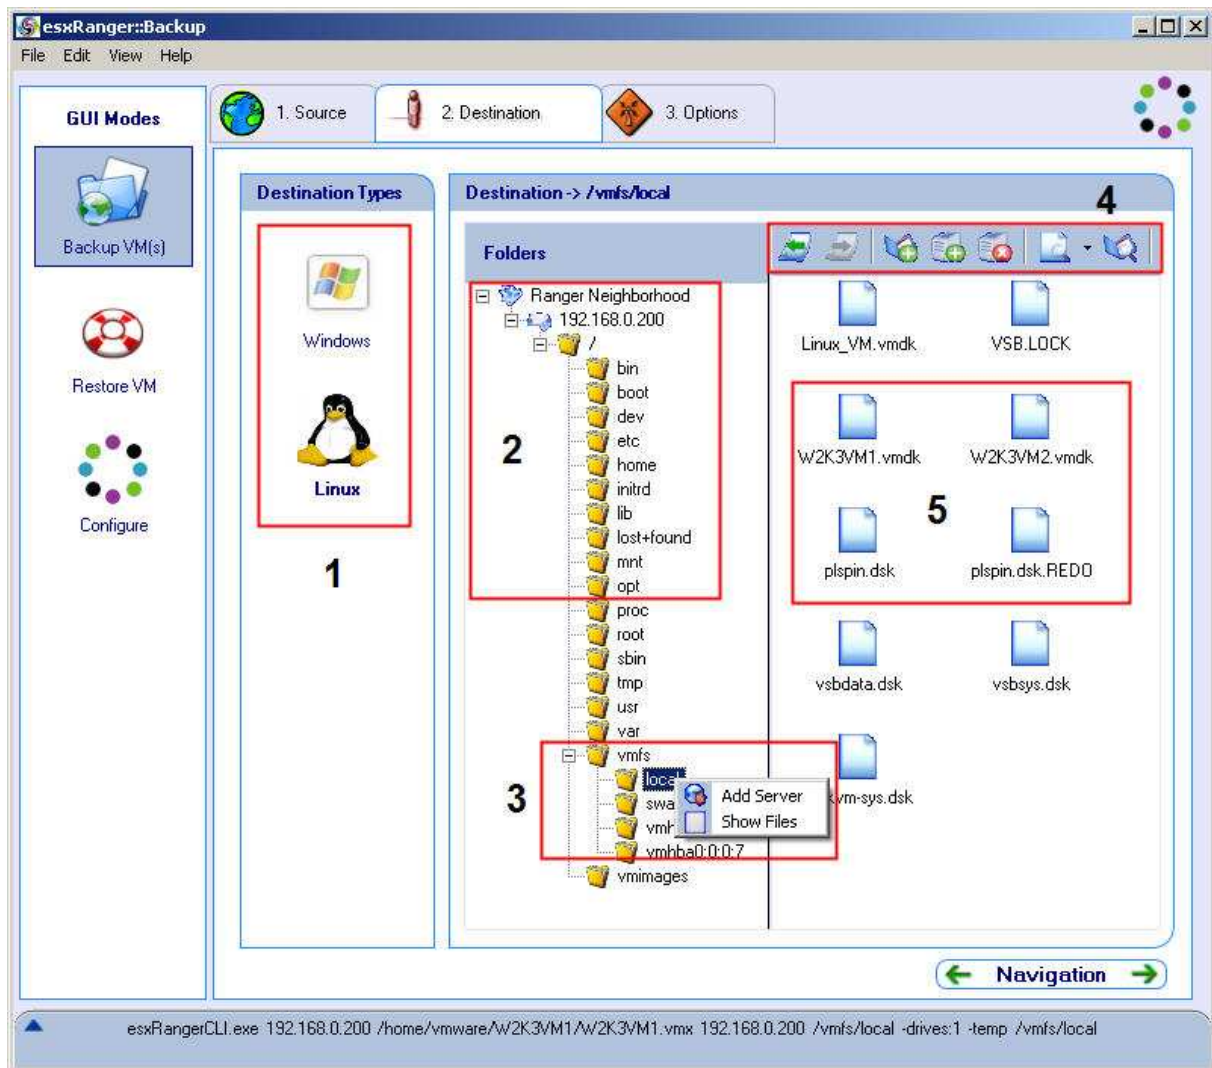 esxRanger::Backup
File Edit View Help
GUI Modes
Backup VM(s)
Restore VM
Configure
1. Source
2. Destination
3. Options
Destination Types
Windows
Linux
1
Destination -> /vmfs/local
4
Folders
Ranger Neighborhood
192.168.0.200
/
bin
boot
dev
etc
home
initrd
lib
lost+found
mnt
opt
proc
root
sbin
tmp
usr
var
vmfs
local
swa
vmh
vmhba0:0:0:7
vmimages
2
3
Add Server
Show Files
Linux_VM.vmdk VSB.LOCK
W2K3VM1.vmdk W2K3VM2.vmdk
5
plspin.dsk plspin.dsk.REDO
vsbdata.dsk vsbsys.dsk
vm-sys.dsk
Navigation
esxRangerCLI.exe 192.168.0.200 /home/vmware/W2K3VM1/W2K3VM1.vmx 192.168.0.200 /vmfs/local -drives:1 -temp /vmfs/local